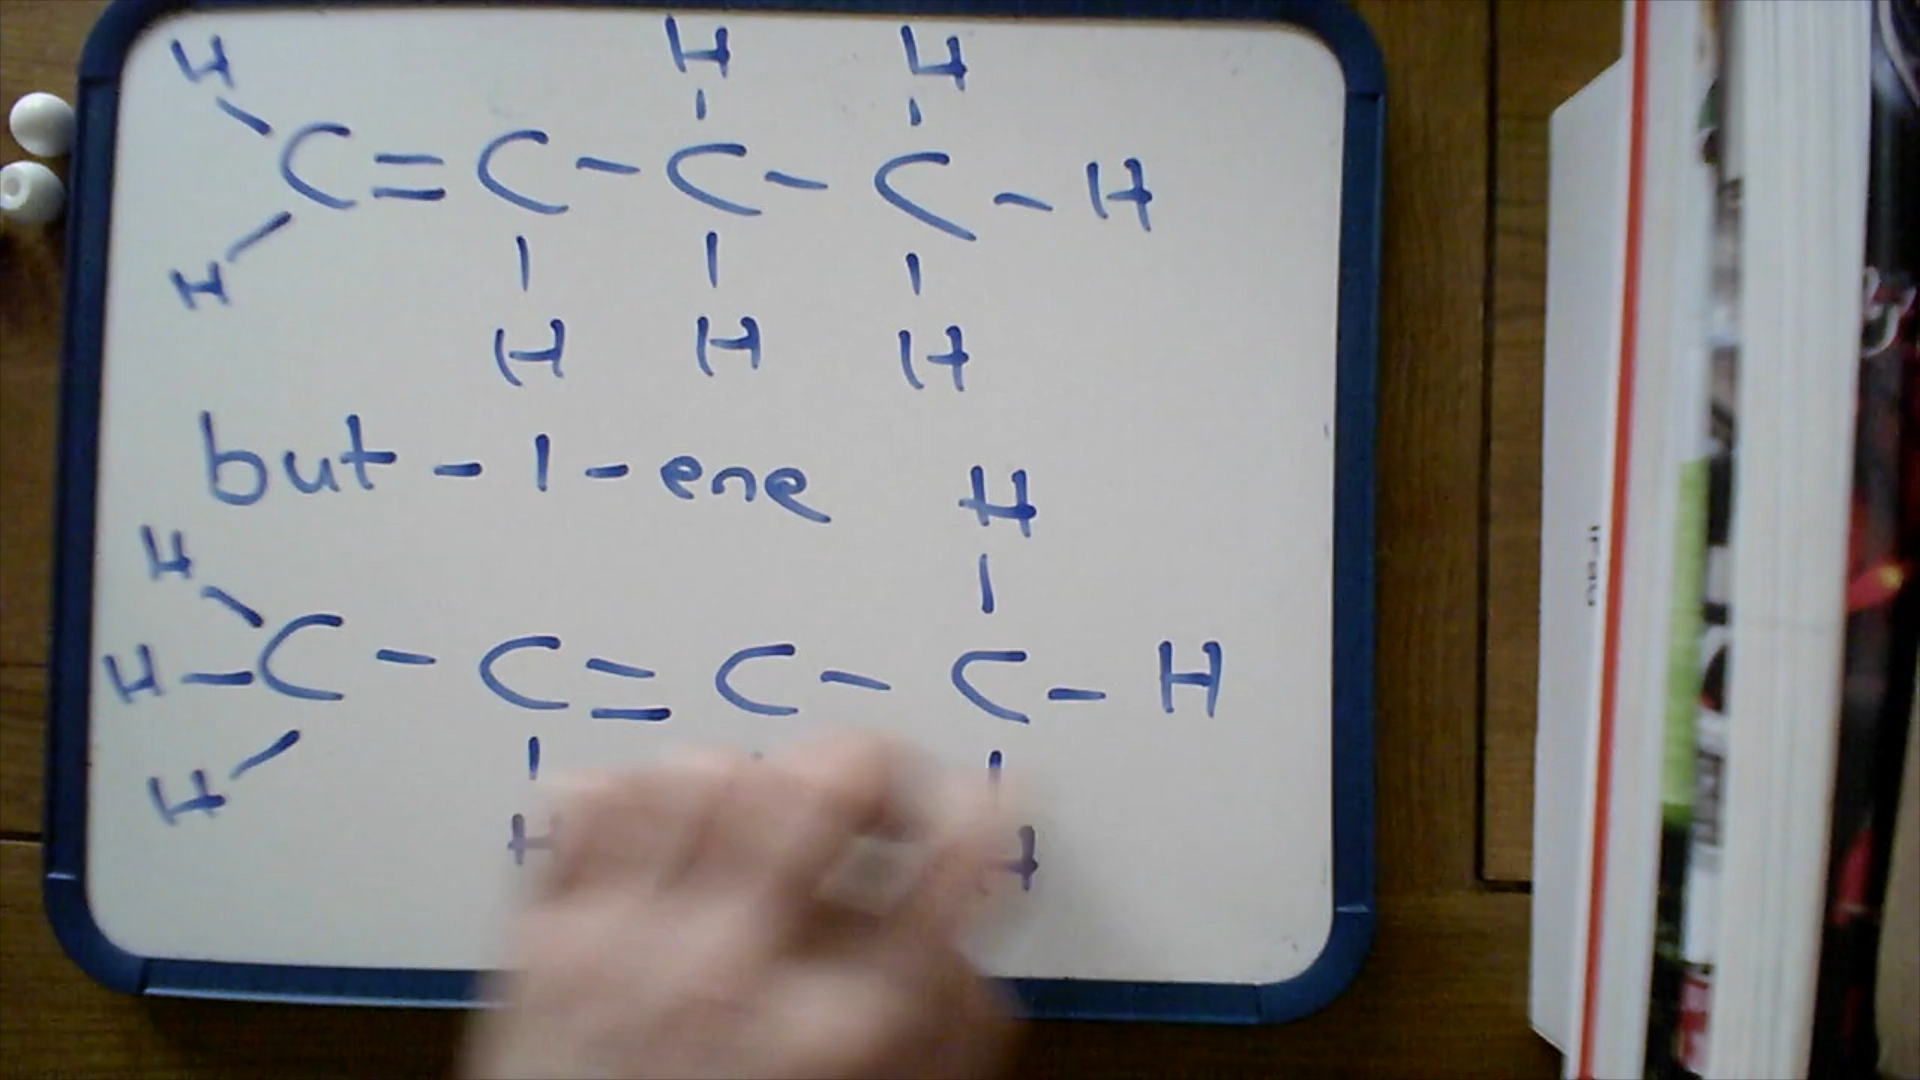 H H H
C = C - C - C - H
H H H H
but - 1 - ene
H H
H - C - C = C - C - H
H H H